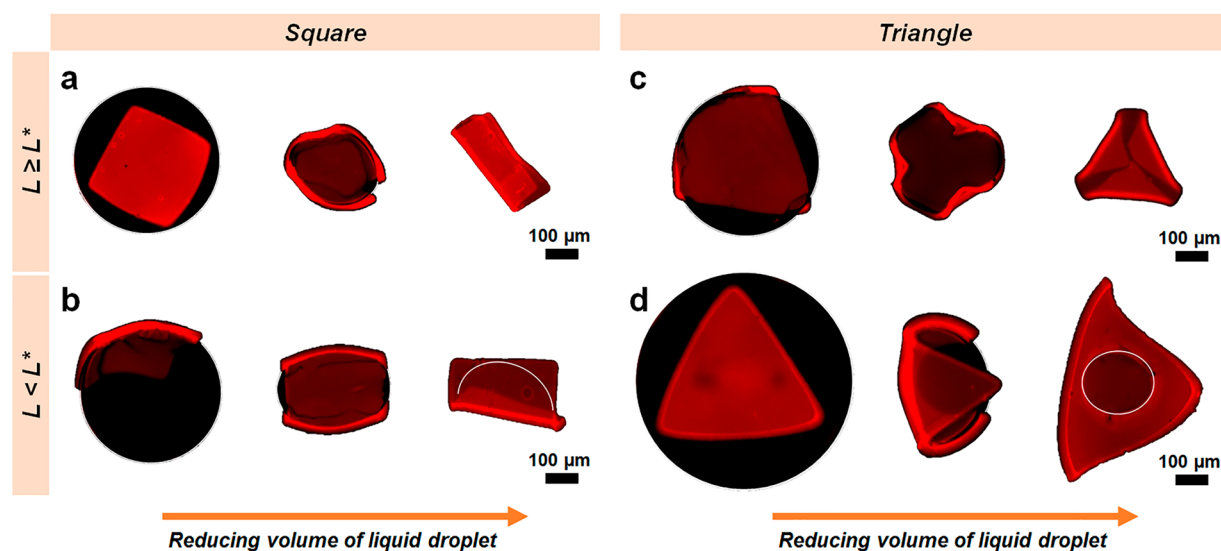 Square
Triangle
L ≥ L*
a
c
100 µm
100 µm
L < L*
b
d
100 µm
100 µm
Reducing volume of liquid droplet
Reducing volume of liquid droplet